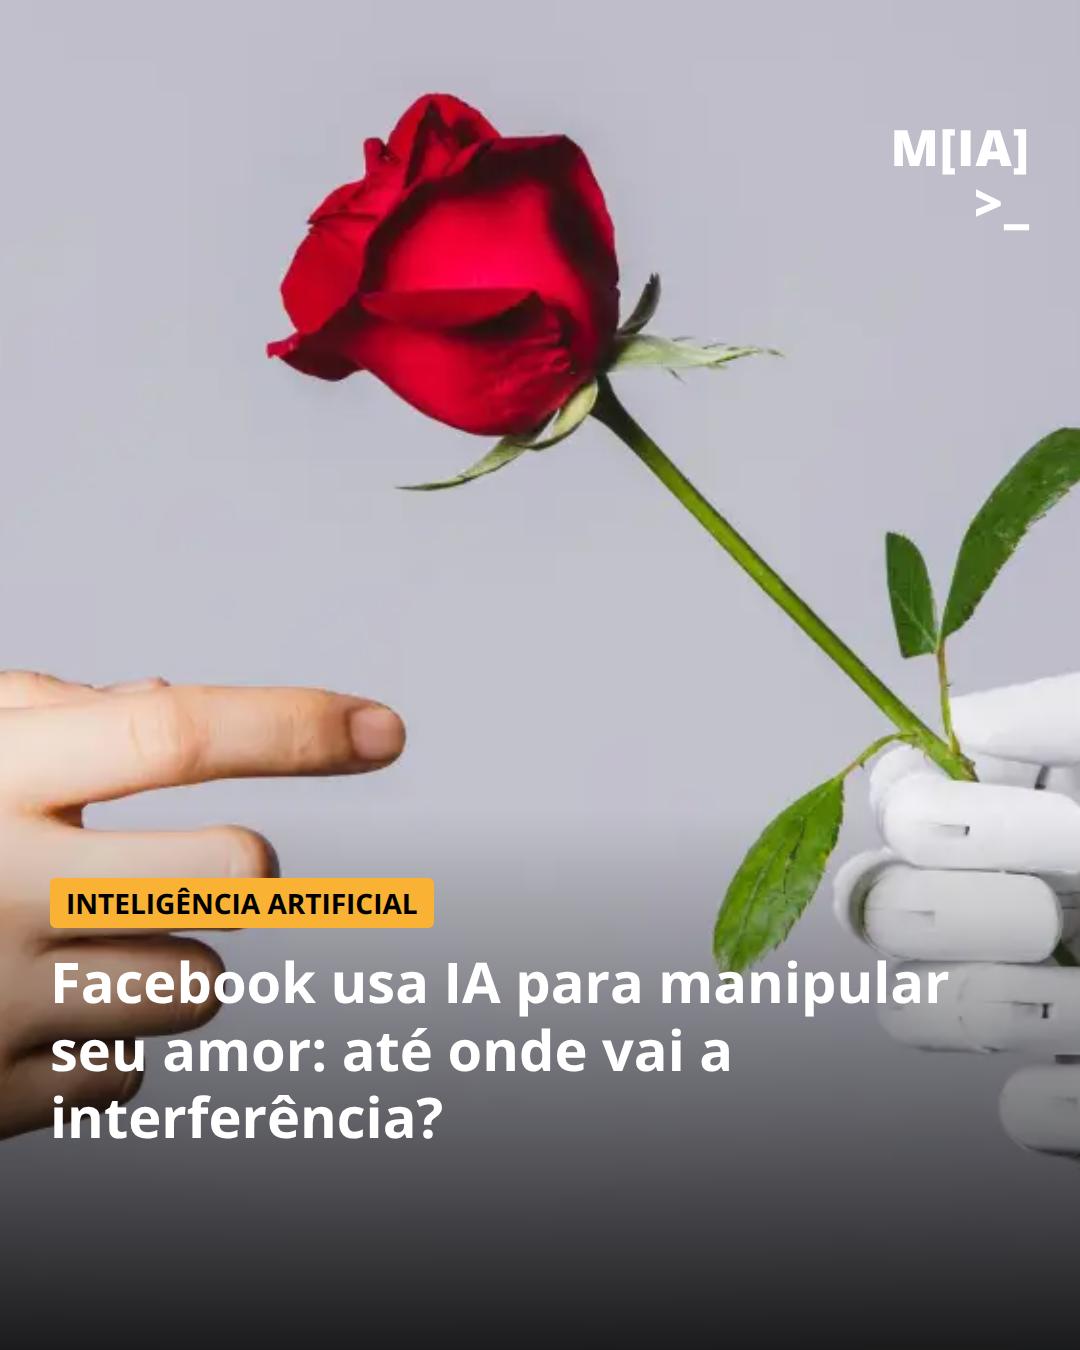 M[IA]
>_
INTELIGÊNCIA ARTIFICIAL
Facebook usa IA para manipular
seu amor: até onde vai a
interferência?